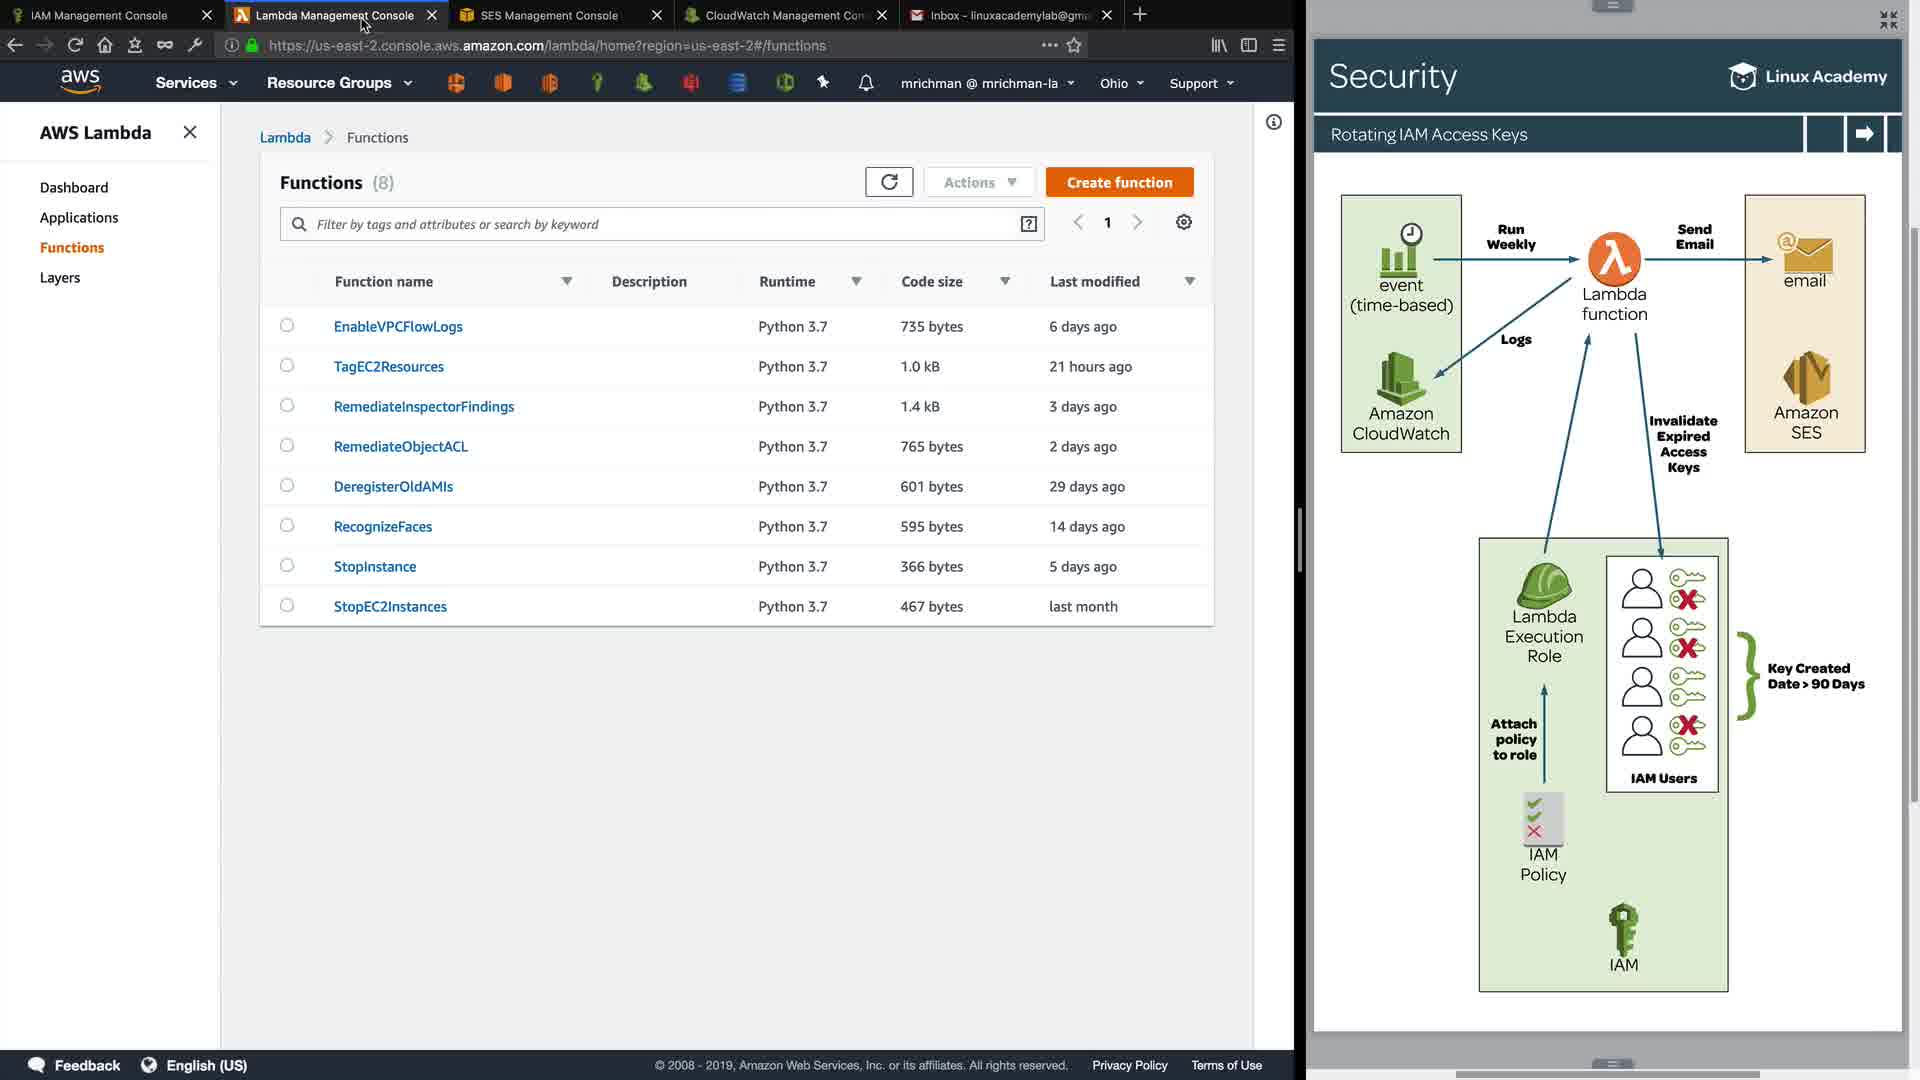 IAM Management Console
Lambda Management Console
SES Management Console
CloudWatch Management Con
Inbox - linuxacademylab@gma
https://us-east-2.console.aws.amazon.com/lambda/home?region=us-east-2#/functions
aws
Services
Resource Groups
mrichman @ mrichman-la
Ohio
Support
AWS Lambda
Dashboard
Applications
Functions
Layers
Lambda
Functions
Functions (8)
Actions
Create function
Filter by tags and attributes or search by keyword
1
Function name Description Runtime Code size Last modified
EnableVPCFlowLogs Python 3.7 735 bytes 6 days ago
TagEC2Resources Python 3.7 1.0 kB 21 hours ago
RemediateInspectorFindings Python 3.7 1.4 kB 3 days ago
RemediateObjectACL Python 3.7 765 bytes 2 days ago
DeregisterOldAMIs Python 3.7 601 bytes 29 days ago
RecognizeFaces Python 3.7 595 bytes 14 days ago
StopInstance Python 3.7 366 bytes 5 days ago
StopEC2Instances Python 3.7 467 bytes last month
Feedback
English (US)
© 2008 - 2019, Amazon Web Services, Inc. or its affiliates. All rights reserved.
Privacy Policy
Terms of Use
Security
Linux Academy
Rotating IAM Access Keys
event
(time-based)
Run
Weekly
Lambda
function
Send
Email
email
Logs
Amazon
CloudWatch
Amazon
SES
Invalidate
Expired
Access
Keys
Lambda
Execution
Role
Key Created
Date > 90 Days
Attach
policy
to role
IAM Users
IAM
Policy
IAM